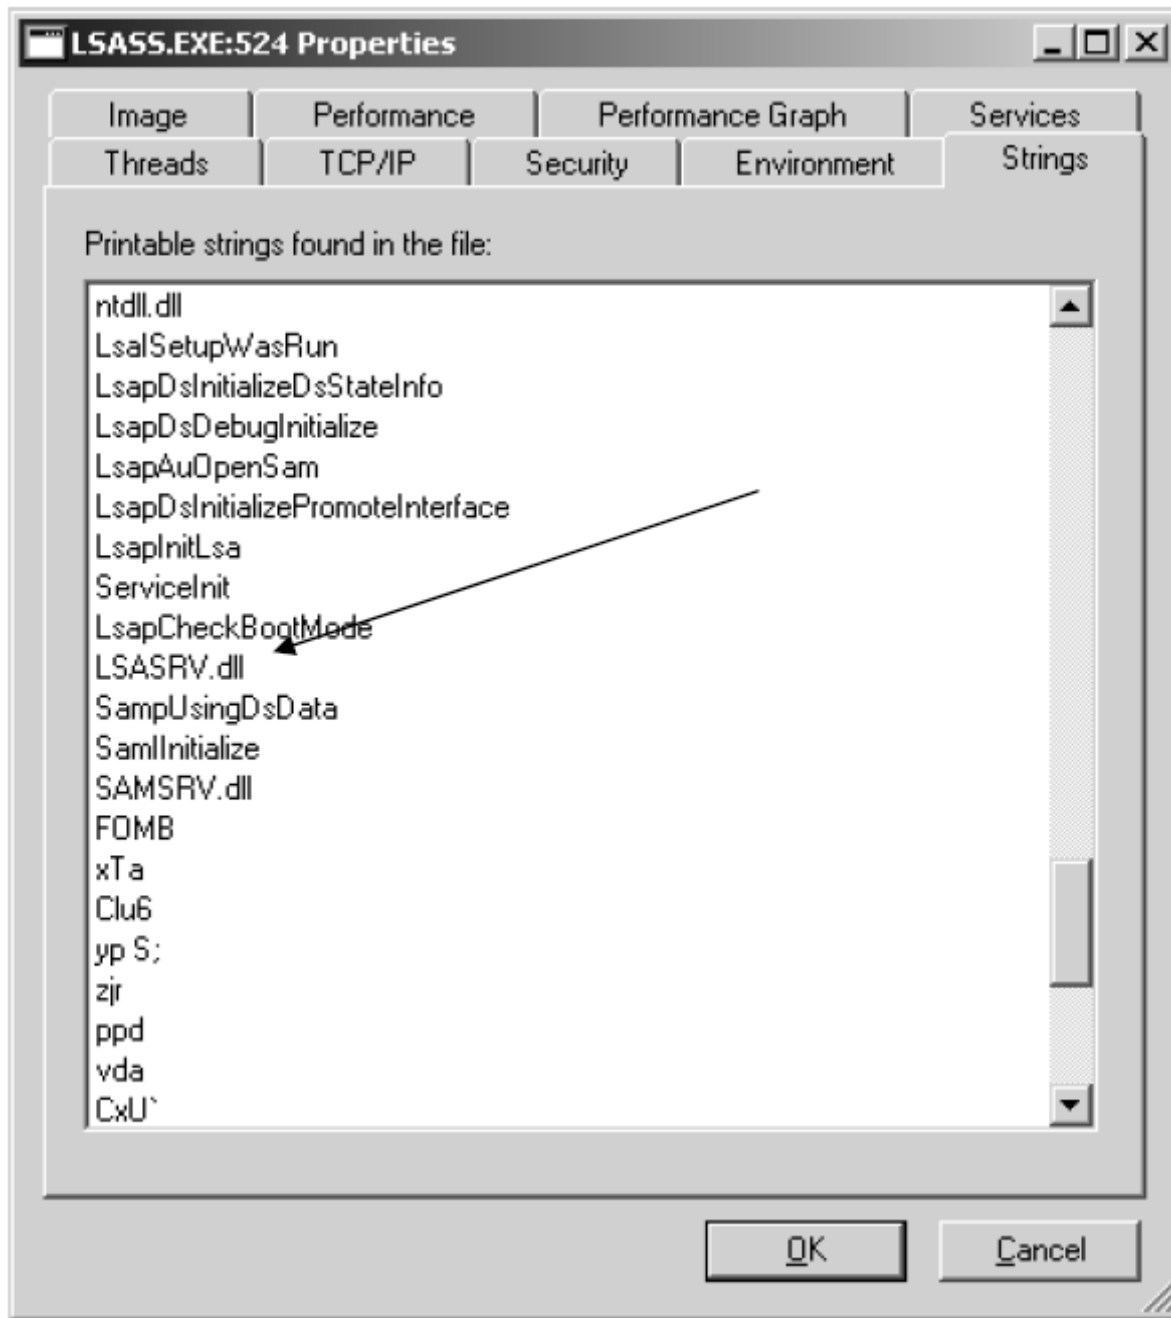 LSASS.EXE:524 Properties
Image Performance Performance Graph Services
Threads TCP/IP Security Environment Strings
Printable strings found in the file:
ntdll.dll
LsaISetupWasRun
LsapDsInitializeDsStateInfo
LsapDsDebugInitialize
LsapAuOpenSam
LsapDsInitializePromoteInterface
LsapInitLsa
ServiceInit
LsapCheckBootMode
LSASRV.dll
SampUsingDsData
SamIInitialize
SAMSRV.dll
FOMB
xTa
Clu6
yp S;
zjr
ppd
vda
CxU`
OK Cancel